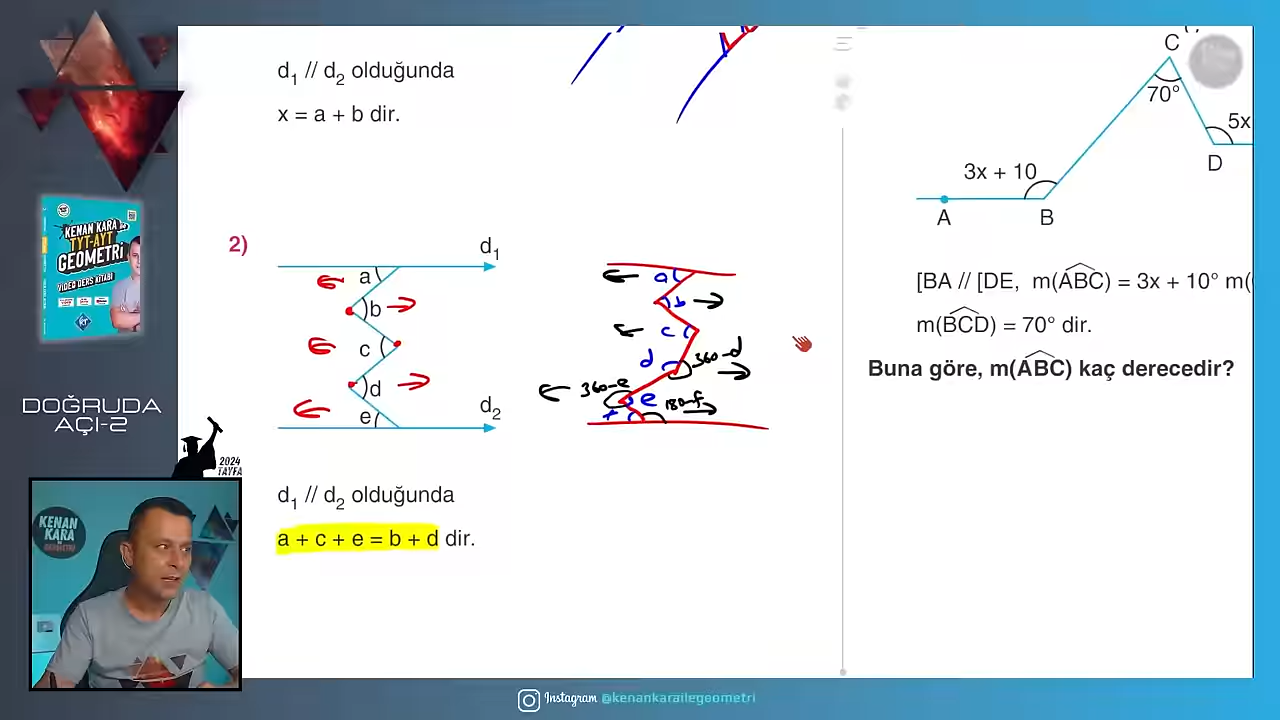 d1 // d2 olduğunda
x = a + b dir.
2)
d1
a
b
c
d
e
d2
a
b
c
d
360-d
360-e
e
f
180-f
d1 // d2 olduğunda
a + c + e = b + d dir.
C
70°
5x
D
3x + 10
A
B
[BA // [DE, m(ABC) = 3x + 10° m(
m(BCD) = 70° dir.
Buna göre, m(ABC) kaç derecedir?
KENAN KARA ile
TYT-AYT
GEOMETRİ
VİDEO DERS KİTABI
DOĞRUDA
AÇI-2
2024
TAYFA
KENAN
KARA
Instagram @kenankarailegeometri